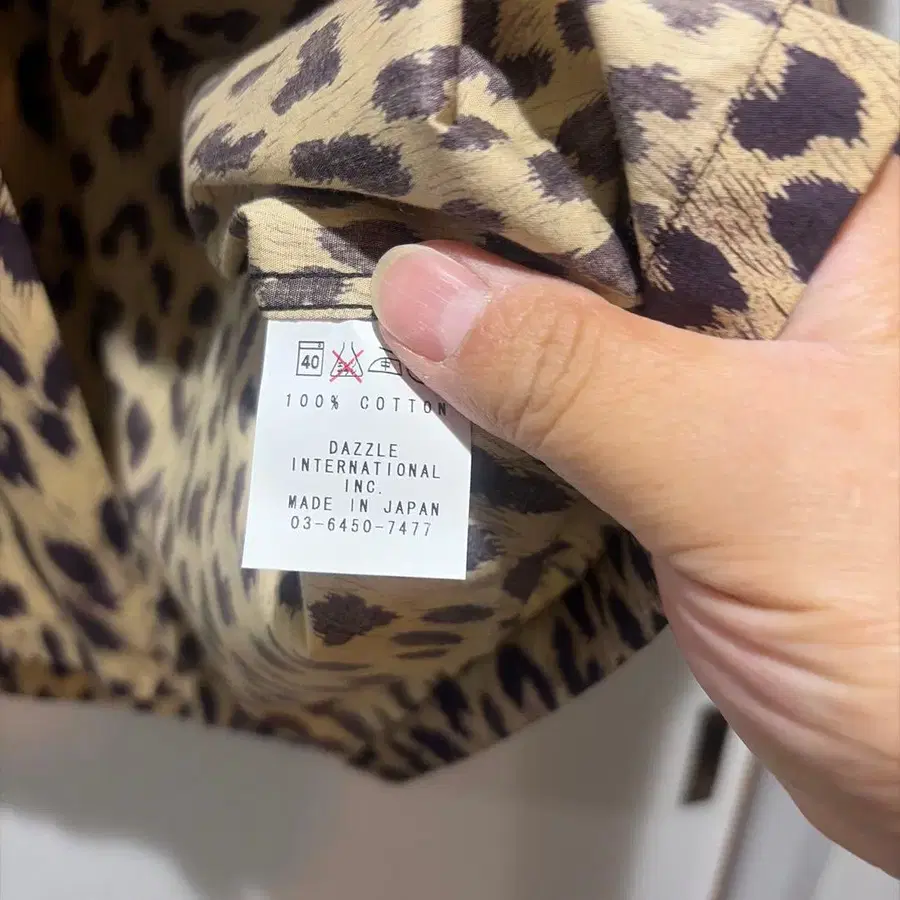 40
100% COTTON
DAZZLE
INTERNATIONAL
INC.
MADE IN JAPAN
03-6450-7477